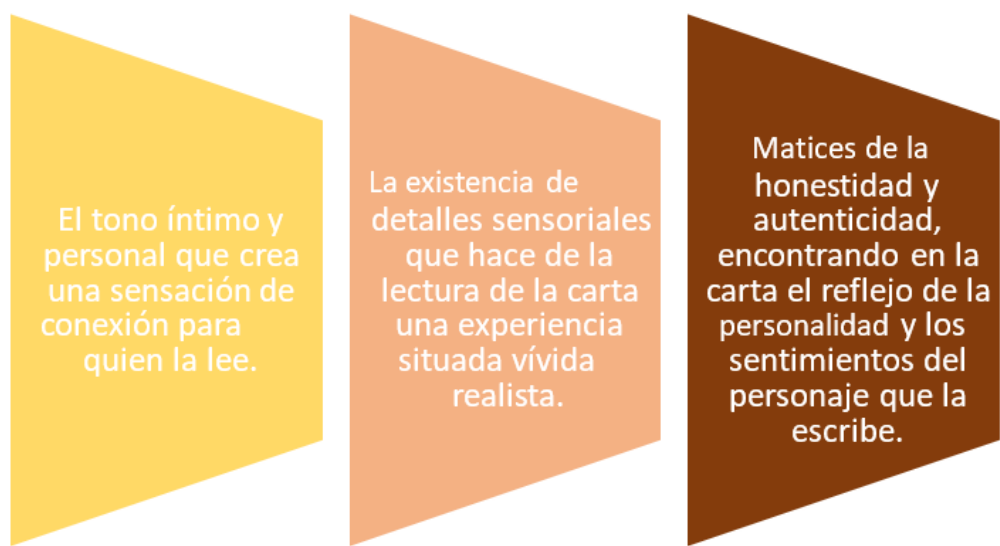 El tono íntimo y
personal que crea
una sensación de
conexión para
quien la lee.
La existencia de
detalles sensoriales
que hace de la
lectura de la carta
una experiencia
situada vívida
realista.
Matices de la
honestidad y
autenticidad,
encontrando en la
carta el reflejo de la
personalidad y los
sentimientos del
personaje que la
escribe.